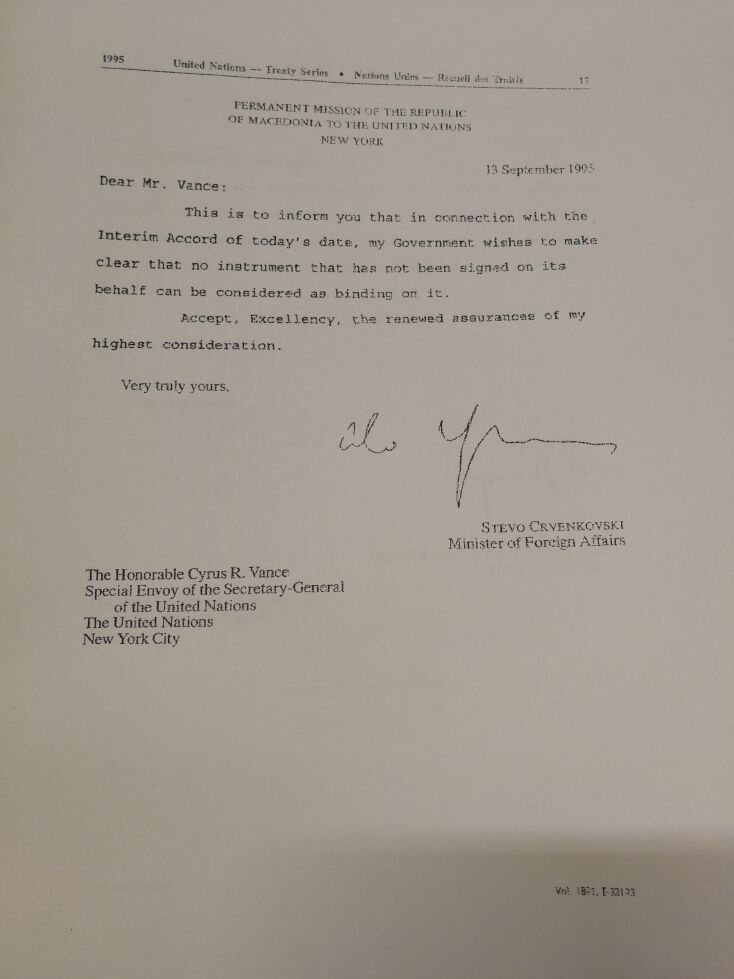 1995 United Nations — Treaty Series • Nations Unies — Recueil des Traités 17
PERMANENT MISSION OF THE REPUBLIC
OF MACEDONIA TO THE UNITED NATIONS
NEW YORK
13 September 1995
Dear Mr. Vance:
This is to inform you that in connection with the
Interim Accord of today's date, my Government wishes to make
clear that no instrument that has not been signed on its
behalf can be considered as binding on it.
Accept, Excellency, the renewed assurances of my
highest consideration.
Very truly yours,
STEVO CRVENKOVSKI
Minister of Foreign Affairs
The Honorable Cyrus R. Vance
Special Envoy of the Secretary-General
of the United Nations
The United Nations
New York City
Vol. 1891, I-32193